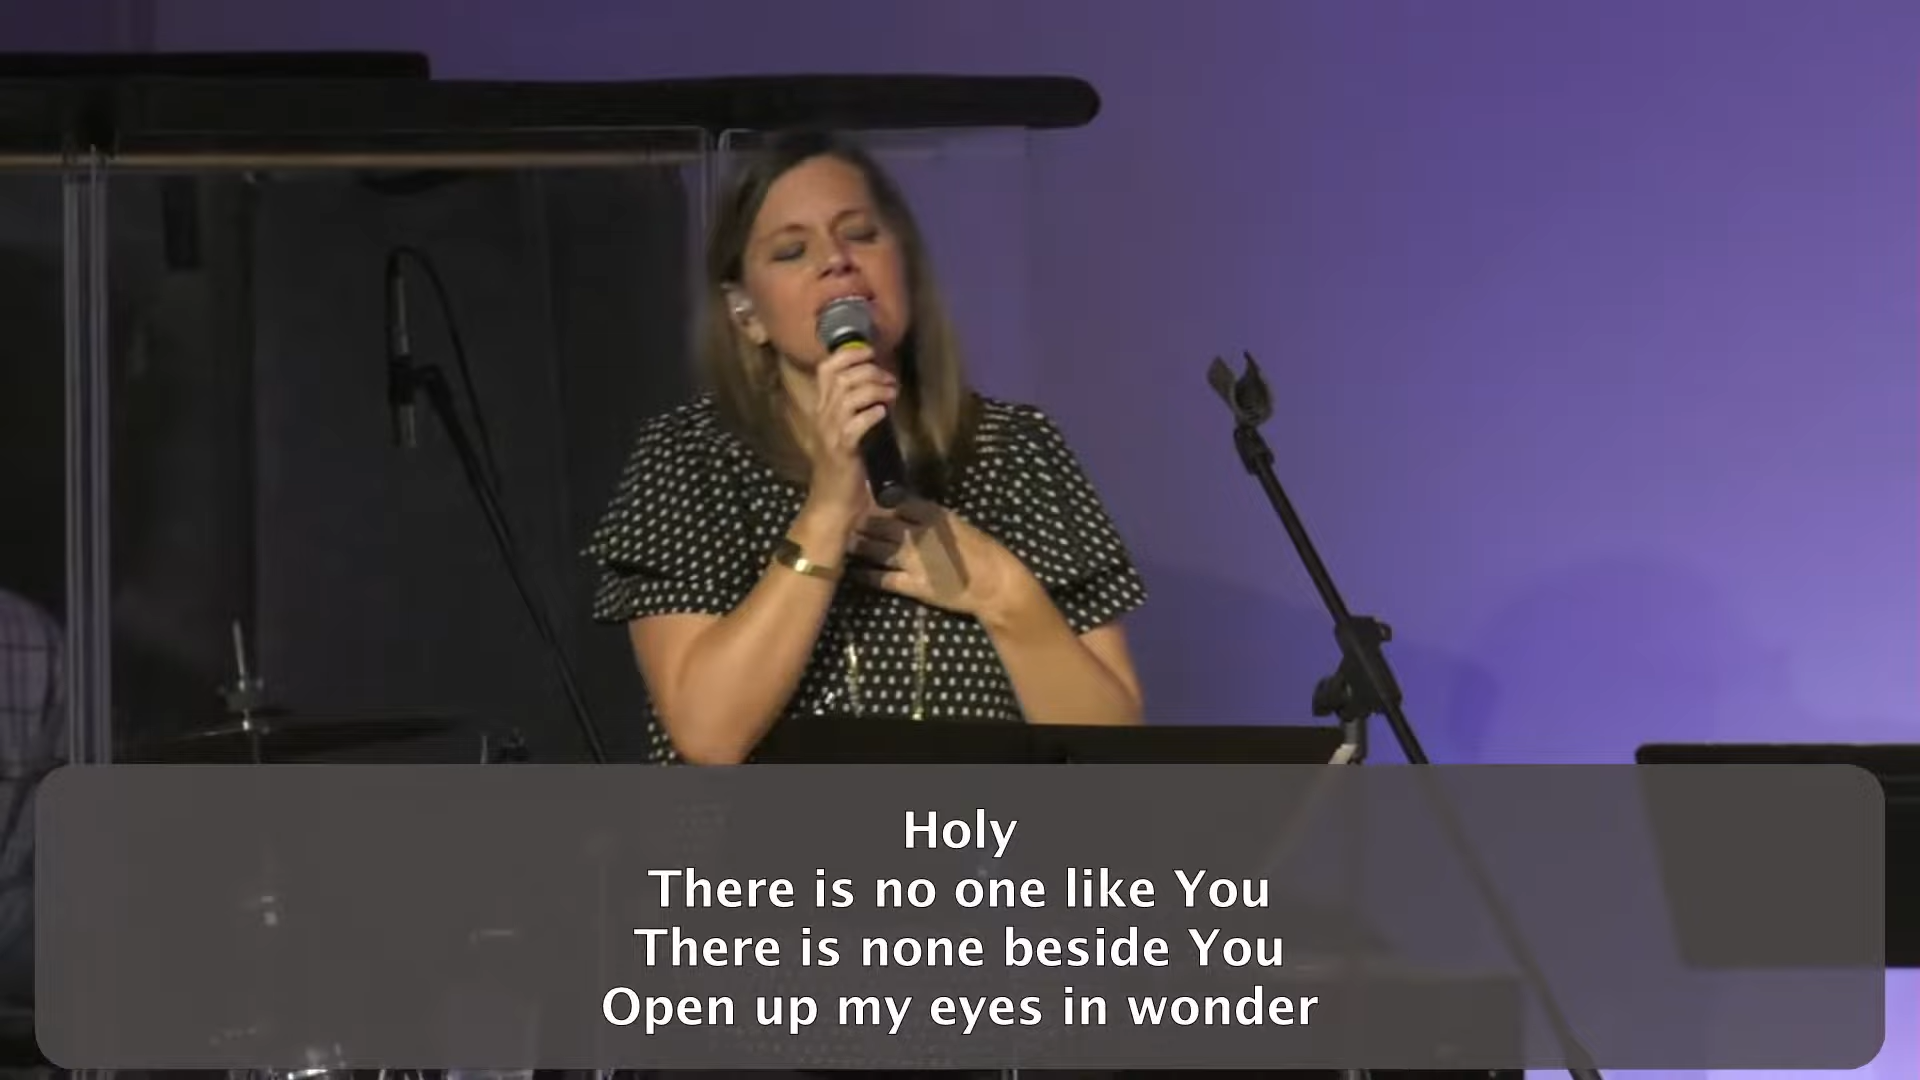 Holy
There is no one like You
There is none beside You
Open up my eyes in wonder